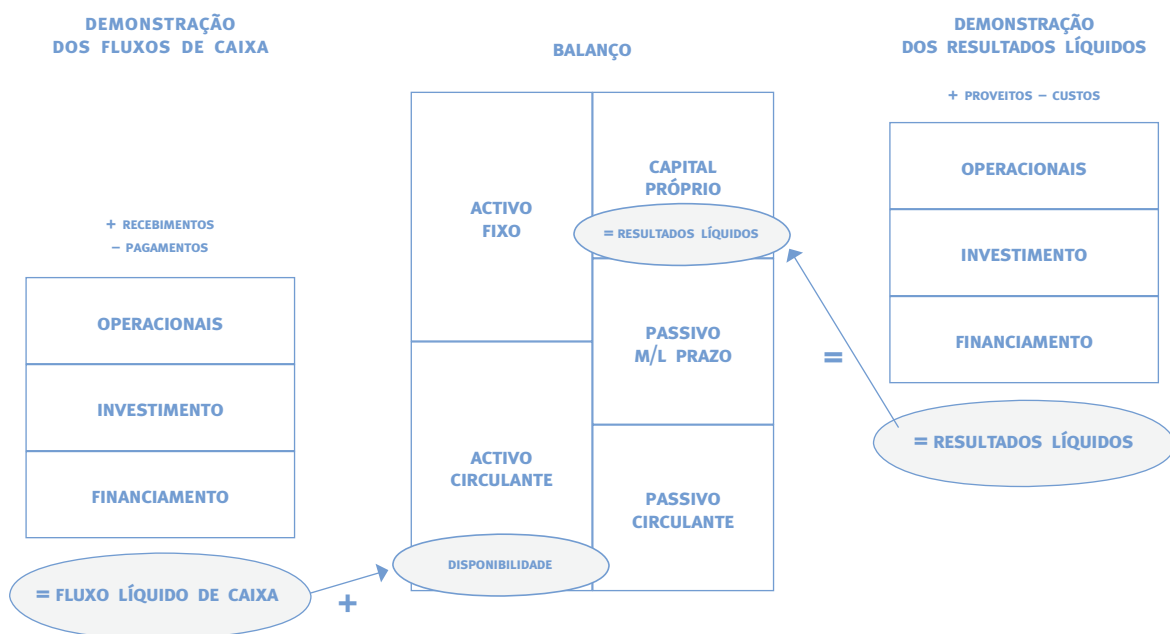 DEMONSTRAÇÃO
DOS FLUXOS DE CAIXA
+ RECEBIMENTOS
– PAGAMENTOS
OPERACIONAIS
INVESTIMENTO
FINANCIAMENTO
= FLUXO LÍQUIDO DE CAIXA
+
BALANÇO
ACTIVO
FIXO
ACTIVO
CIRCULANTE
DISPONIBILIDADE
CAPITAL
PRÓPRIO
= RESULTADOS LÍQUIDOS
PASSIVO
M/L PRAZO
PASSIVO
CIRCULANTE
=
DEMONSTRAÇÃO
DOS RESULTADOS LÍQUIDOS
+ PROVEITOS – CUSTOS
OPERACIONAIS
INVESTIMENTO
FINANCIAMENTO
= RESULTADOS LÍQUIDOS